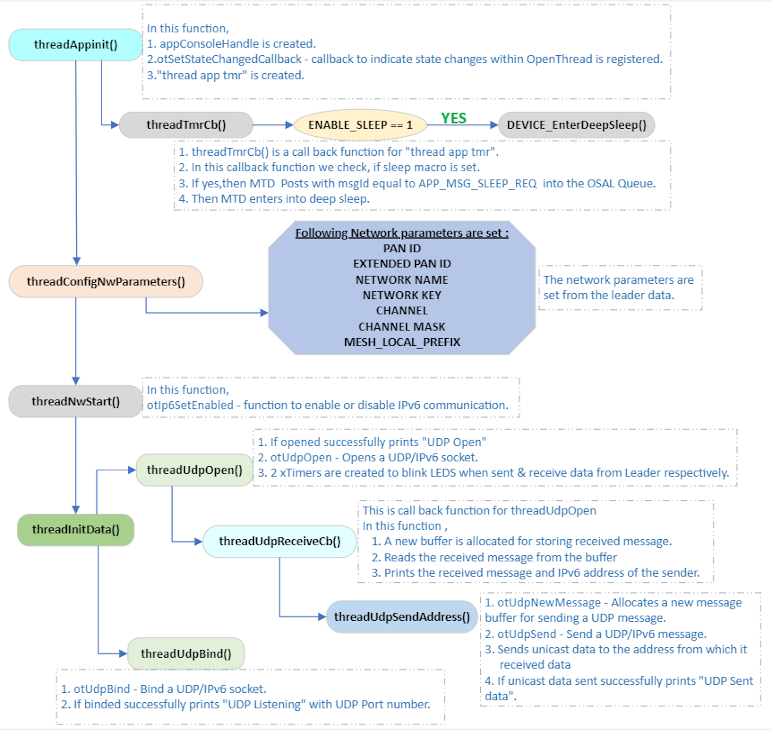 In this function,
1. appConsoleHandle is created.
2.otSetStateChangedCallback - callback to indicate state changes within OpenThread is registered.
3."thread app tmr" is created.
threadAppinit()
threadTmrCb()
ENABLE_SLEEP == 1
YES
DEVICE_EnterDeepSleep()
1. threadTmrCb() is a call back function for "thread app tmr".
2. In this callback function we check, if sleep macro is set.
3. If yes,then MTD Posts with msgId equal to APP_MSG_SLEEP_REQ into the OSAL Queue.
4. Then MTD enters into deep sleep.
threadConfigNwParameters()
Following Network parameters are set :
PAN ID
EXTENDED PAN ID
NETWORK NAME
NETWORK KEY
CHANNEL
CHANNEL MASK
MESH_LOCAL_PREFIX
The network parameters are
set from the leader data.
threadNwStart()
In this function,
otIp6SetEnabled - function to enable or disable IPv6 communication.
threadInitData()
threadUdpOpen()
1. If opened successfully prints "UDP Open"
2. otUdpOpen - Opens a UDP/IPv6 socket.
3. 2 xTimers are created to blink LEDS when sent & receive data from Leader respectively.
threadUdpReceiveCb()
This is call back function for threadUdpOpen
In this function ,
1. A new buffer is allocated for storing received message.
2. Reads the received message from the buffer
3. Prints the received message and IPv6 address of the sender.
threadUdpSendAddress()
1. otUdpNewMessage - Allocates a new message
buffer for sending a UDP message.
2. otUdpSend - Send a UDP/IPv6 message.
3. Sends unicast data to the address from which it
received data
4. If unicast data sent successfully prints "UDP Sent
data".
threadUdpBind()
1. otUdpBind - Bind a UDP/IPv6 socket.
2. If binded successfully prints "UDP Listening" with UDP Port number.